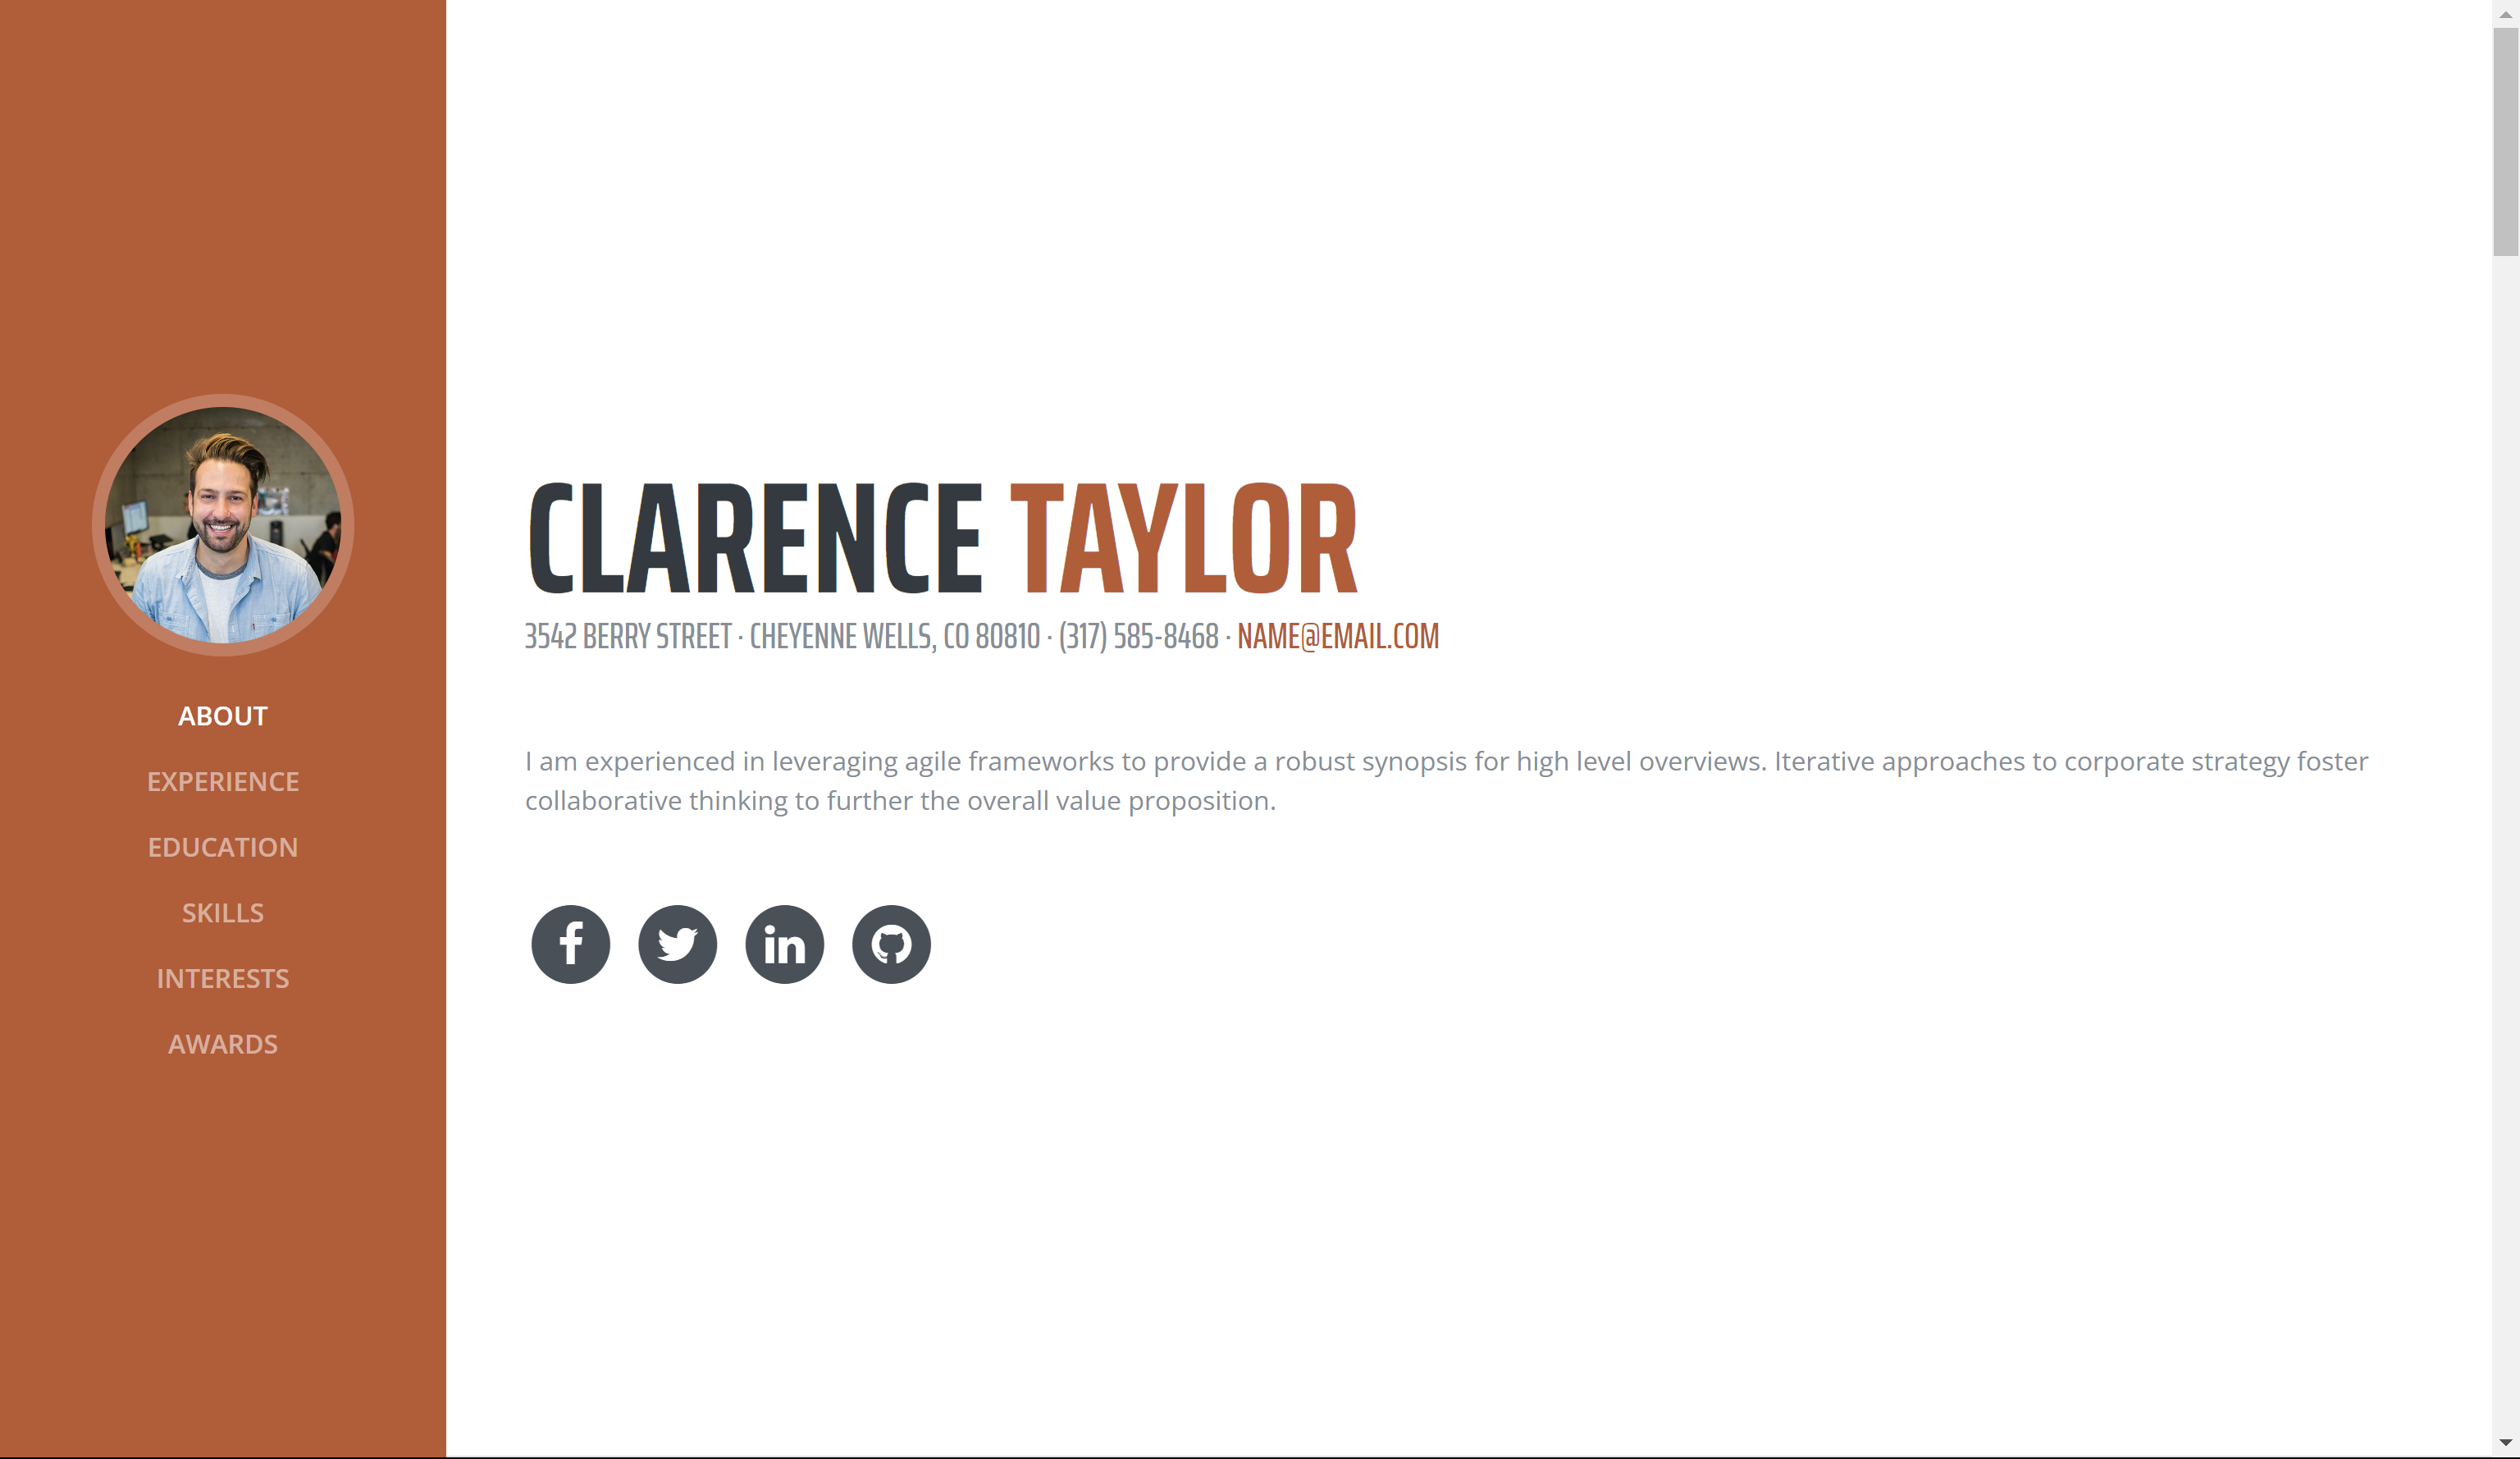 ABOUT
EXPERIENCE
EDUCATION
SKILLS
INTERESTS
AWARDS
CLARENCE TAYLOR
3542 BERRY STREET · CHEYENNE WELLS, CO 80810 · (317) 585-8468 · NAME@EMAIL.COM
I am experienced in leveraging agile frameworks to provide a robust synopsis for high level overviews. Iterative approaches to corporate strategy foster
collaborative thinking to further the overall value proposition.